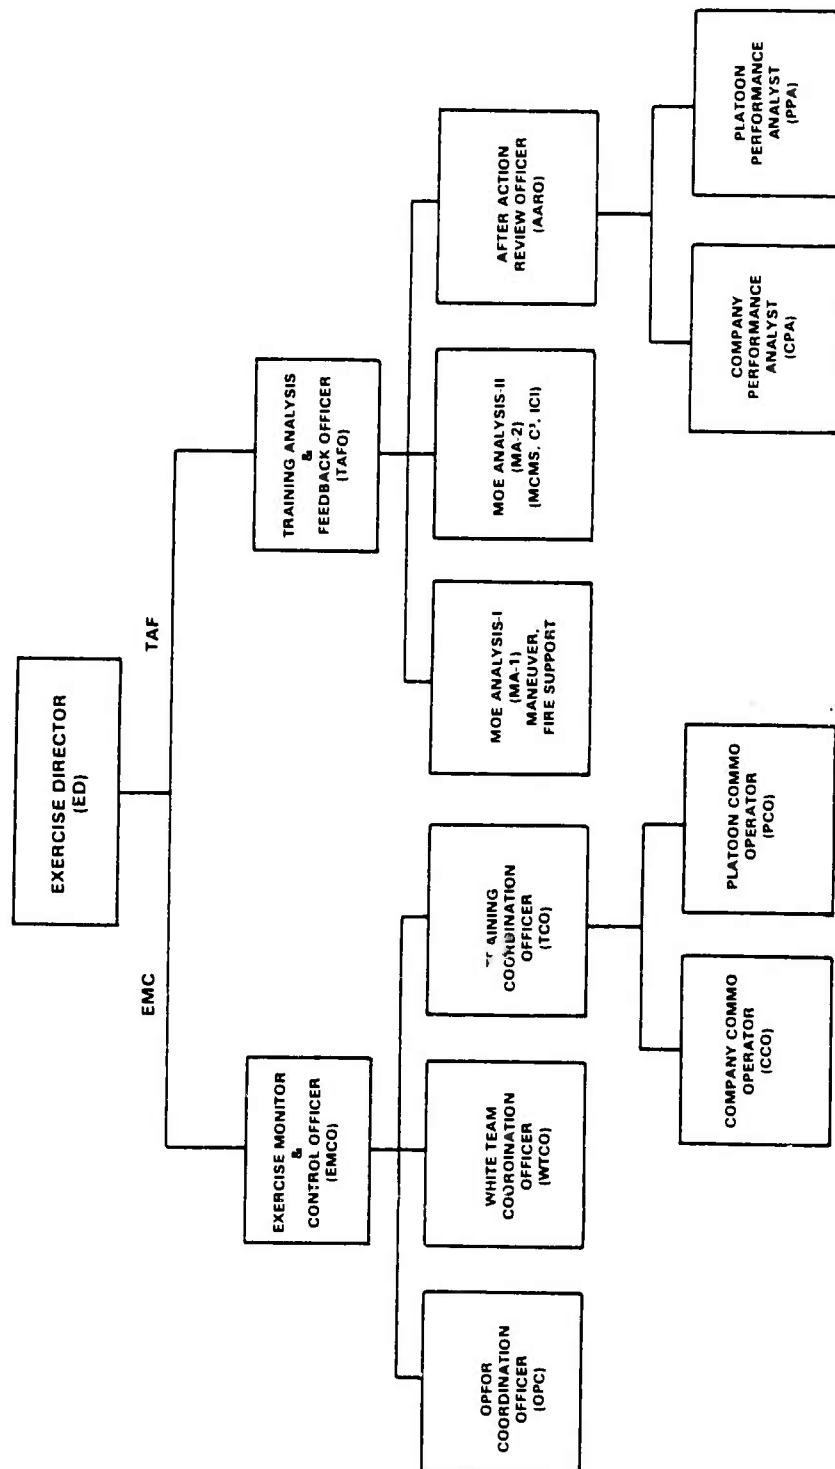 EXERCISE DIRECTOR
(ED)
EMC
TAF
EXERCISE MONITOR
&
CONTROL OFFICER
(EMCO)
TRAINING ANALYSIS
&
FEEDBACK OFFICER
(TAFO)
OPFOR
COORDINATION
OFFICER
(OPC)
WHITE TEAM
COORDINATION
OFFICER
(WTCO)
COORDINATION
OFFICER
(TCO)
MOE ANALYSIS-I
(MA-1)
MANEUVER,
FIRE SUPPORT
MOE ANALYSIS-II
(MA-2)
(MCMS, C³, ICI)
AFTER ACTION
REVIEW OFFICER
(AARO)
COMPANY COMMO
OPERATOR
(CCO)
PLATOON COMMO
OPERATOR
(PCO)
COMPANY
PERFORMANCE
ANALYST
(CPA)
PLATOON
PERFORMANCE
ANALYST
(PPA)